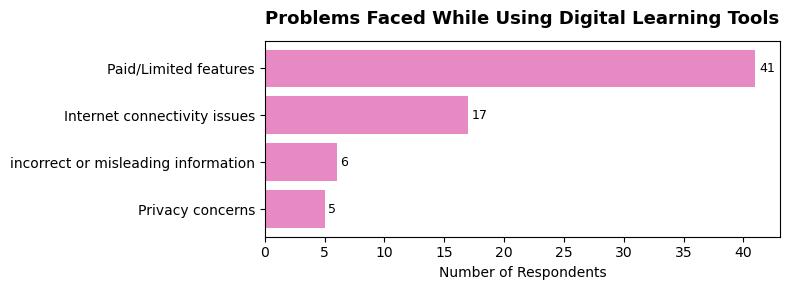 Problems Faced While Using Digital Learning Tools
Paid/Limited features
41
Internet connectivity issues
17
incorrect or misleading information
6
Privacy concerns
5
0 5 10 15 20 25 30 35 40
Number of Respondents